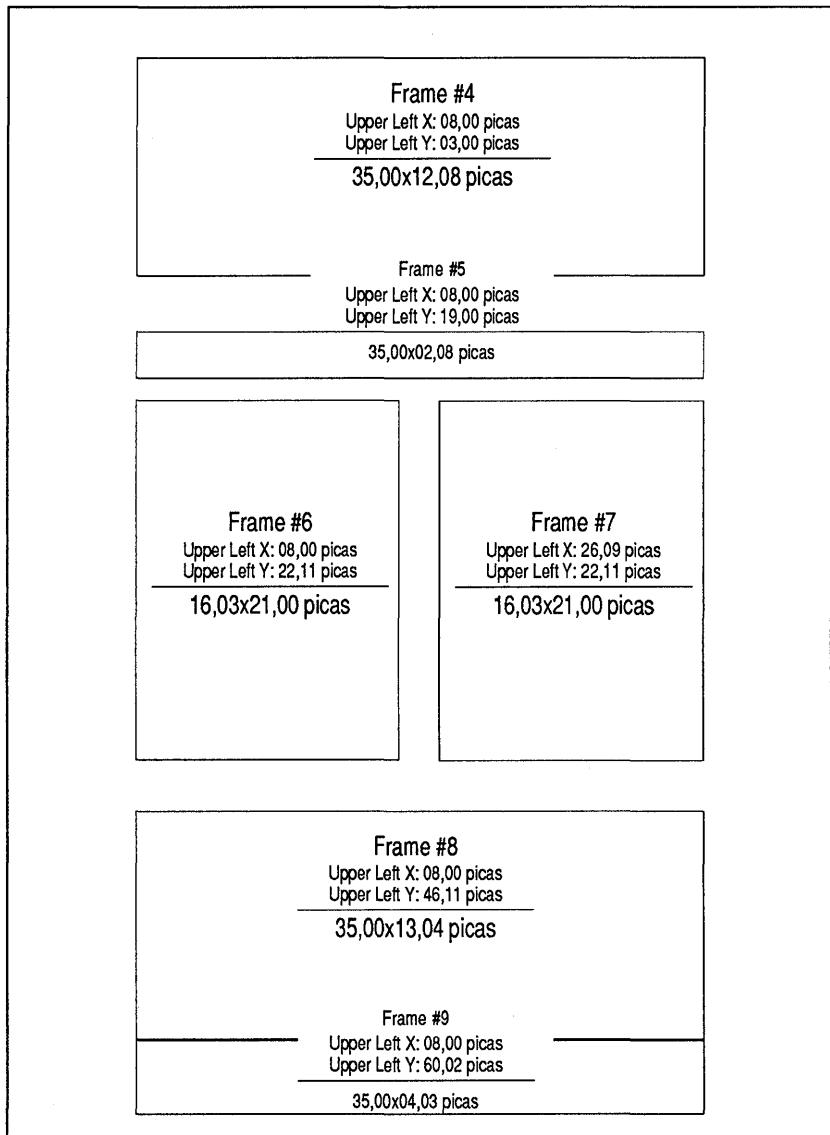 Frame #4
Upper Left X: 08,00 picas
Upper Left Y: 03,00 picas
35,00x12,08 picas
Frame #5
Upper Left X: 08,00 picas
Upper Left Y: 19,00 picas
35,00x02,08 picas
Frame #6
Upper Left X: 08,00 picas
Upper Left Y: 22,11 picas
16,03x21,00 picas
Frame #7
Upper Left X: 26,09 picas
Upper Left Y: 22,11 picas
16,03x21,00 picas
Frame #8
Upper Left X: 08,00 picas
Upper Left Y: 46,11 picas
35,00x13,04 picas
Frame #9
Upper Left X: 08,00 picas
Upper Left Y: 60,02 picas
35,00x04,03 picas